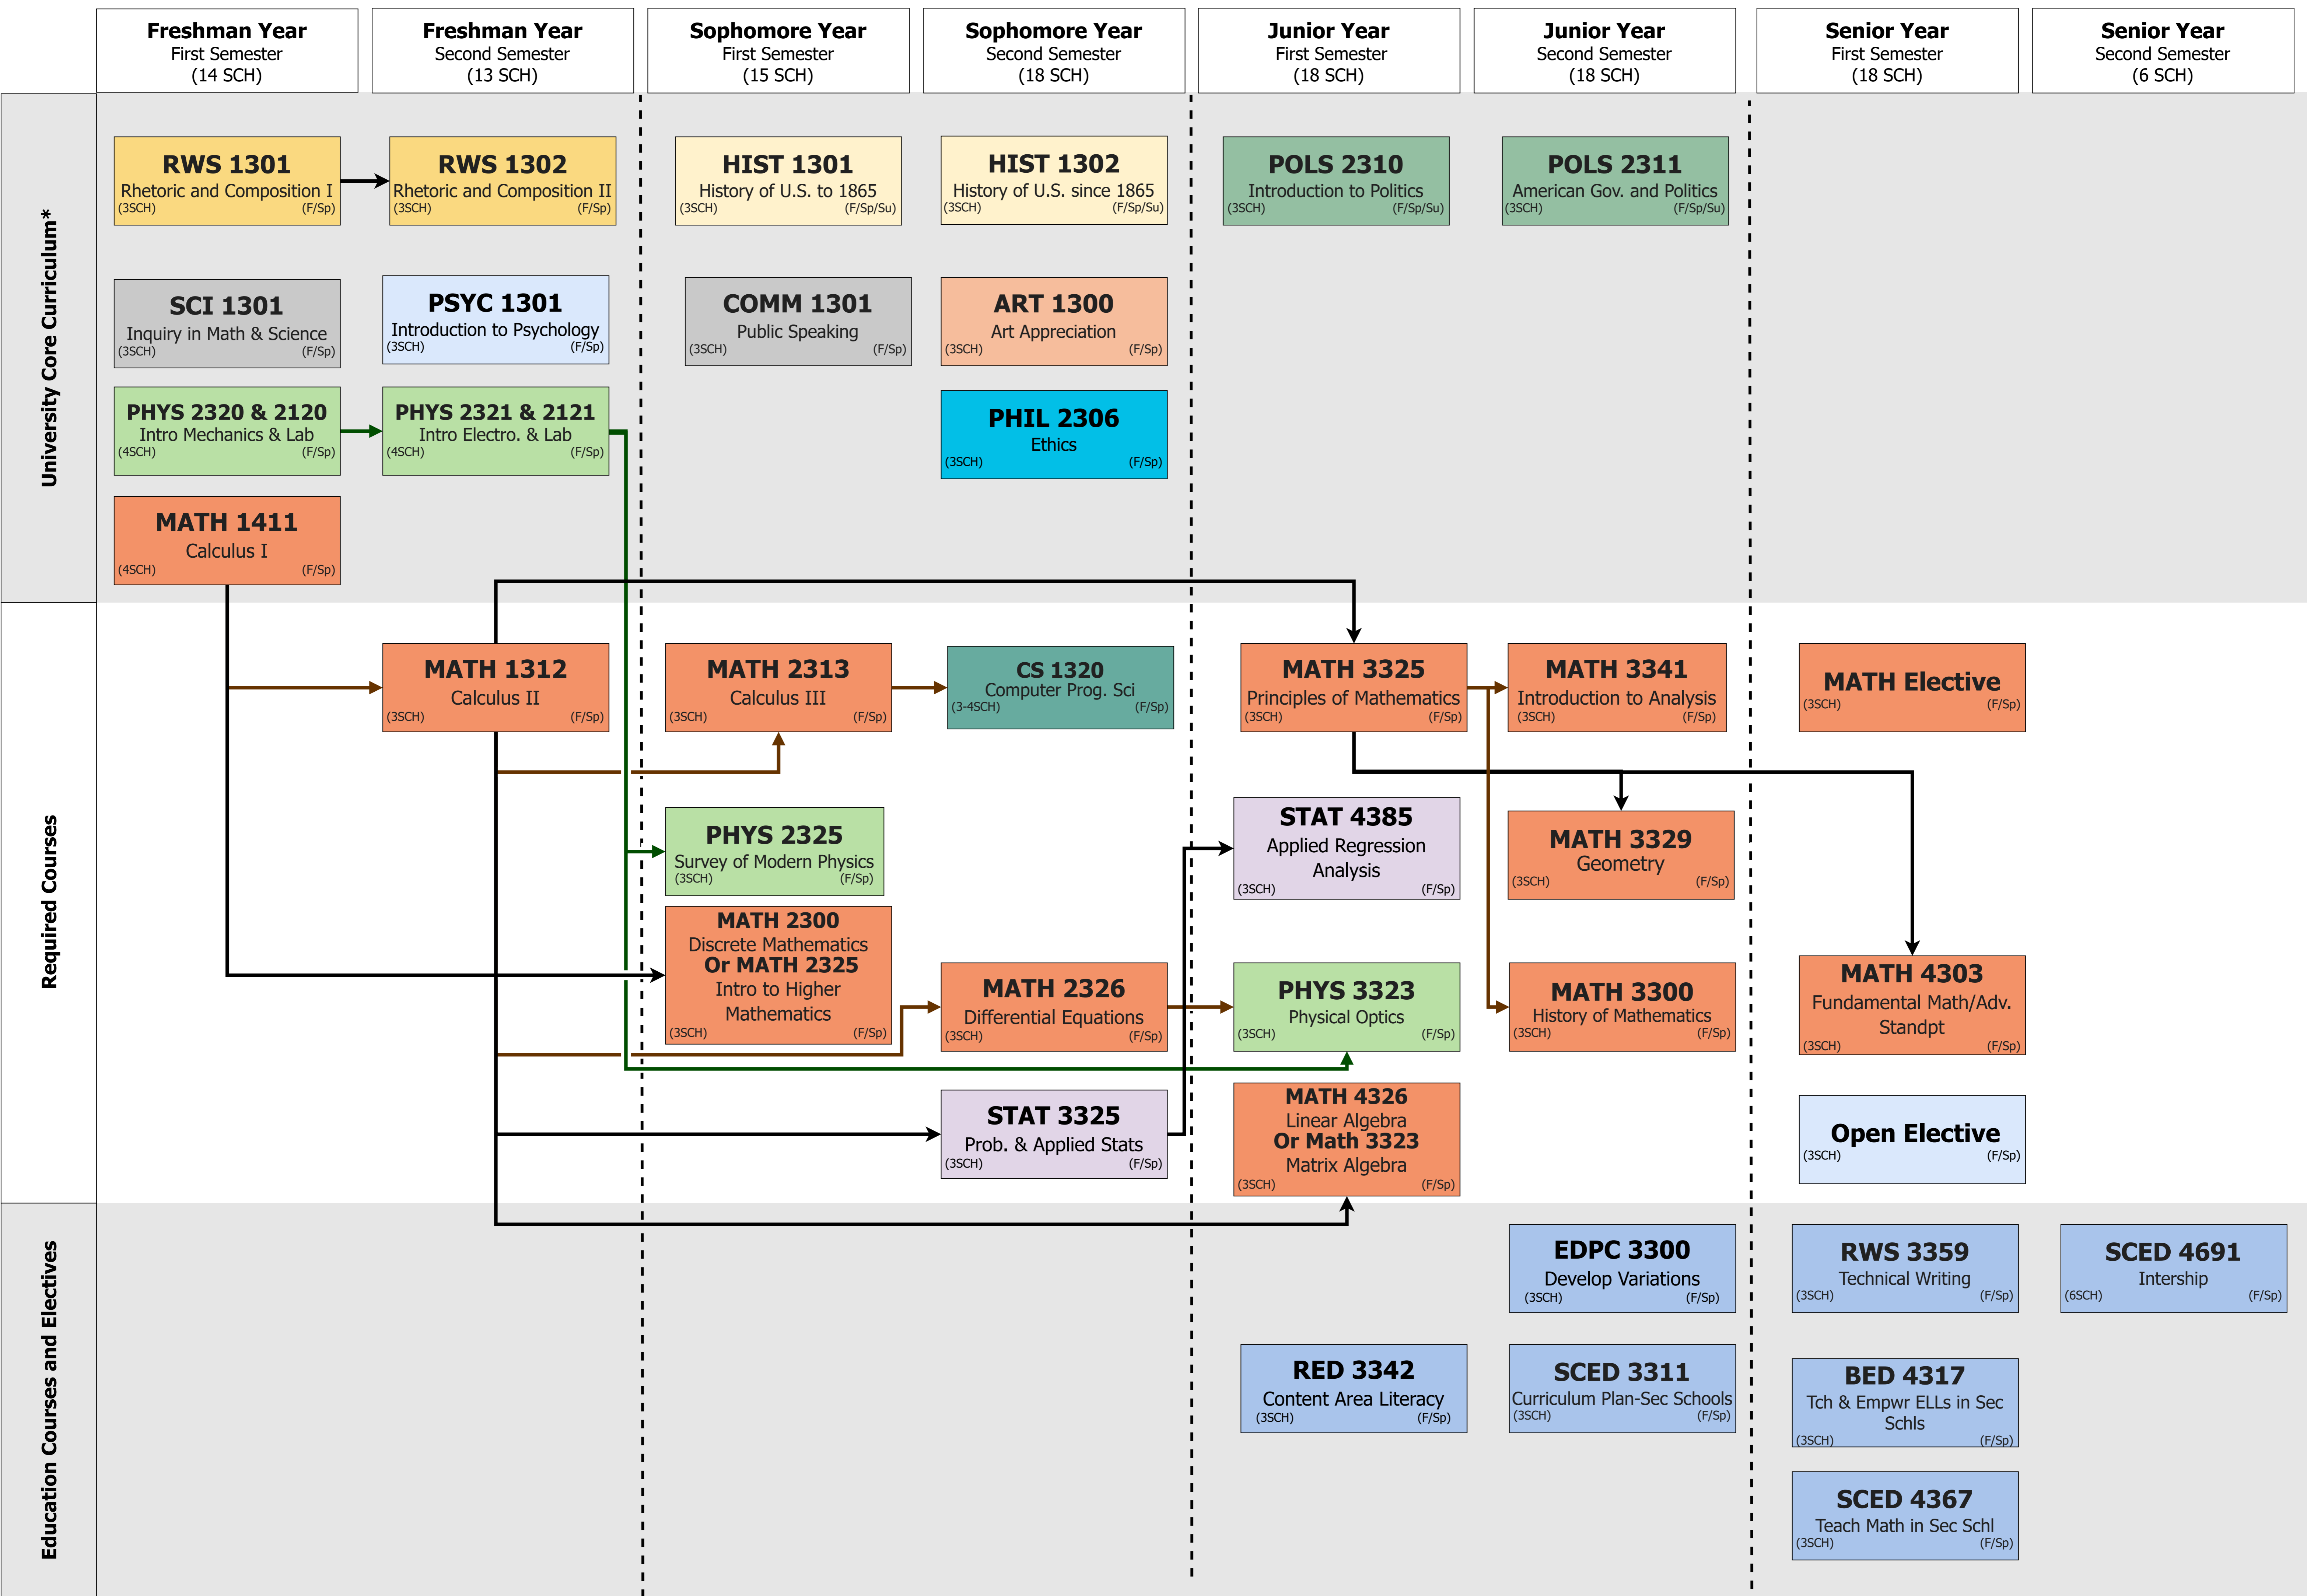 Freshman Year
First Semester
(14 SCH)
Freshman Year
Second Semester
(13 SCH)
Sophomore Year
First Semester
(15 SCH)
Sophomore Year
Second Semester
(18 SCH)
Junior Year
First Semester
(18 SCH)
Junior Year
Second Semester
(18 SCH)
Senior Year
First Semester
(18 SCH)
Senior Year
Second Semester
(6 SCH)
University Core Curriculum*
RWS 1301
Rhetoric and Composition I
(3SCH) (F/Sp)
RWS 1302
Rhetoric and Composition II
(3SCH) (F/Sp)
HIST 1301
History of U.S. to 1865
(3SCH) (F/Sp/Su)
HIST 1302
History of U.S. since 1865
(3SCH) (F/Sp/Su)
POLS 2310
Introduction to Politics
(3SCH) (F/Sp/Su)
POLS 2311
American Gov. and Politics
(3SCH) (F/Sp/Su)
SCI 1301
Inquiry in Math & Science
(3SCH) (F/Sp)
PSYC 1301
Introduction to Psychology
(3SCH) (F/Sp)
COMM 1301
Public Speaking
(3SCH) (F/Sp)
ART 1300
Art Appreciation
(3SCH) (F/Sp)
PHYS 2320 & 2120
Intro Mechanics & Lab
(4SCH) (F/Sp)
PHYS 2321 & 2121
Intro Electro. & Lab
(4SCH) (F/Sp)
PHIL 2306
Ethics
(3SCH) (F/Sp)
MATH 1411
Calculus I
(4SCH) (F/Sp)
Required Courses
MATH 1312
Calculus II
(3SCH) (F/Sp)
MATH 2313
Calculus III
(3SCH) (F/Sp)
CS 1320
Computer Prog. Sci
(3-4SCH) (F/Sp)
MATH 3325
Principles of Mathematics
(3SCH) (F/Sp)
MATH 3341
Introduction to Analysis
(3SCH) (F/Sp)
MATH Elective
(3SCH) (F/Sp)
PHYS 2325
Survey of Modern Physics
(3SCH) (F/Sp)
STAT 4385
Applied Regression
Analysis
(3SCH) (F/Sp)
MATH 3329
Geometry
(3SCH) (F/Sp)
MATH 2300
Discrete Mathematics
Or MATH 2325
Intro to Higher
Mathematics
(3SCH) (F/Sp)
MATH 2326
Differential Equations
(3SCH) (F/Sp)
PHYS 3323
Physical Optics
(3SCH) (F/Sp)
MATH 3300
History of Mathematics
(3SCH) (F/Sp)
MATH 4303
Fundamental Math/Adv.
Standpt
(3SCH) (F/Sp)
STAT 3325
Prob. & Applied Stats
(3SCH) (F/Sp)
MATH 4326
Linear Algebra
Or Math 3323
Matrix Algebra
(3SCH) (F/Sp)
Open Elective
(3SCH) (F/Sp)
Education Courses and Electives
EDPC 3300
Develop Variations
(3SCH) (F/Sp)
RWS 3359
Technical Writing
(3SCH) (F/Sp)
SCED 4691
Intership
(6SCH) (F/Sp)
RED 3342
Content Area Literacy
(3SCH) (F/Sp)
SCED 3311
Curriculum Plan-Sec Schools
(3SCH) (F/Sp)
BED 4317
Tch & Empwr ELLs in Sec
Schls
(3SCH) (F/Sp)
SCED 4367
Teach Math in Sec Schl
(3SCH) (F/Sp)